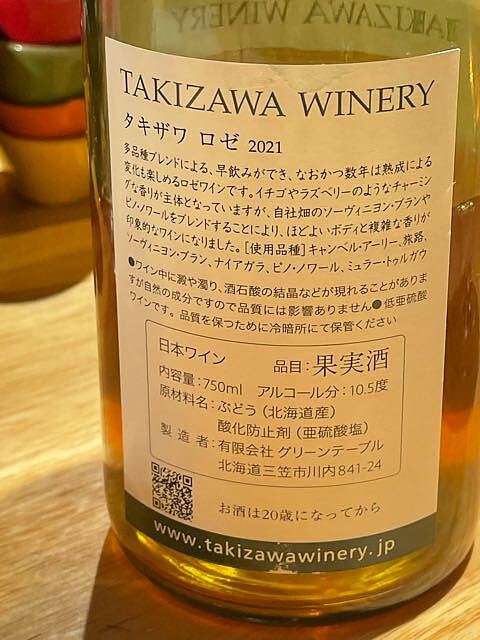 TAKIZAWA WINERY
タキザワ ロゼ 2021
多品種ブレンドによる、早飲みができ、なおかつ数年は熟成による
変化も楽しめるロゼワインです。イチゴやラズベリーのようなチャーミン
グな香りが主体となっていますが、自社畑のソーヴィニヨン・ブランや
ピノ・ノワールをブレンドすることにより、ほどよいボディと複雑な香りが
印象的なワインになりました。[使用品種]キャンベル・アーリー、旅路、
ソーヴィニヨン・ブラン、ナイアガラ、ピノ・ノワール、ミュラー・トゥルガウ
●ワイン中に澱や濁り、酒石酸の結晶などが現れることがありま
すが自然の成分ですので品質には影響ありません●低亜硫酸
ワインです。品質を保つために冷暗所にて保管ください
日本ワイン 品目:果実酒
内容量:750ml アルコール分:10.5度
原材料名:ぶどう(北海道産)
酸化防止剤(亜硫酸塩)
製造者:有限会社 グリーンテーブル
北海道三笠市川内841-24
お酒は20歳になってから
www.takizawawinery.jp